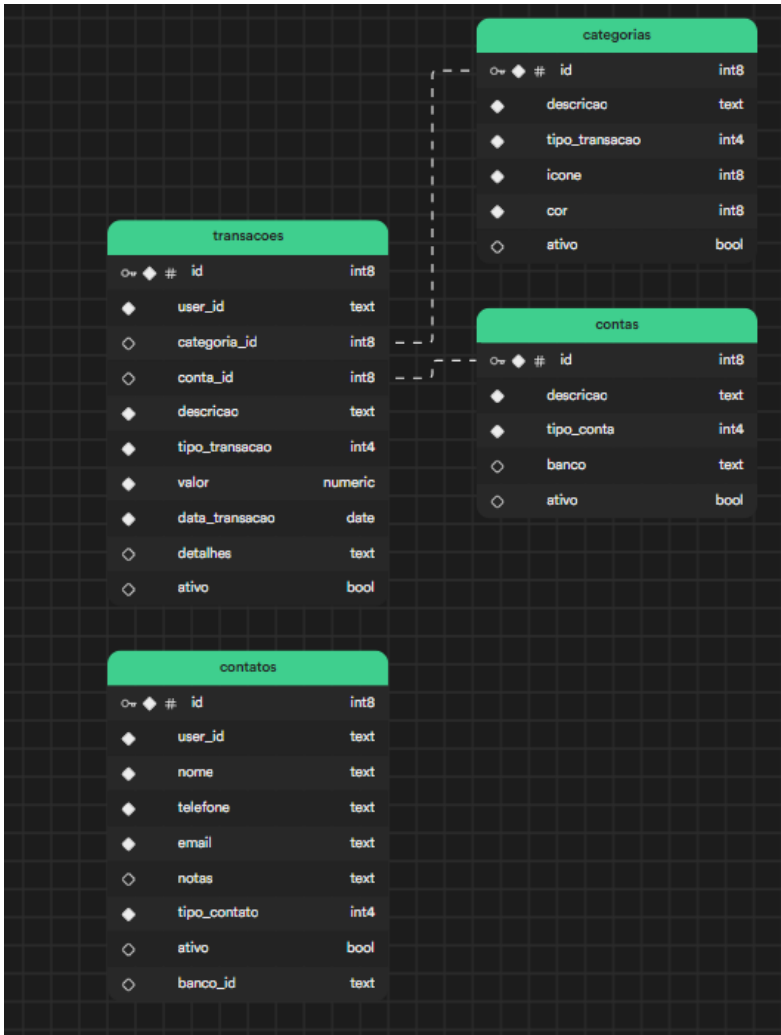 categorias
# id int8
descricao text
tipo_transacao int4
icone int8
cor int8
ativo bool
transacoes
# id int8
user_id text
categoria_id int8
conta_id int8
descricao text
tipo_transacao int4
valor numeric
data_transacao date
detalhes text
ativo bool
contas
# id int8
descricao text
tipo_conta int4
banco text
ativo bool
contatos
# id int8
user_id text
nome text
telefone text
email text
notas text
tipo_contato int4
ativo bool
banco_id text